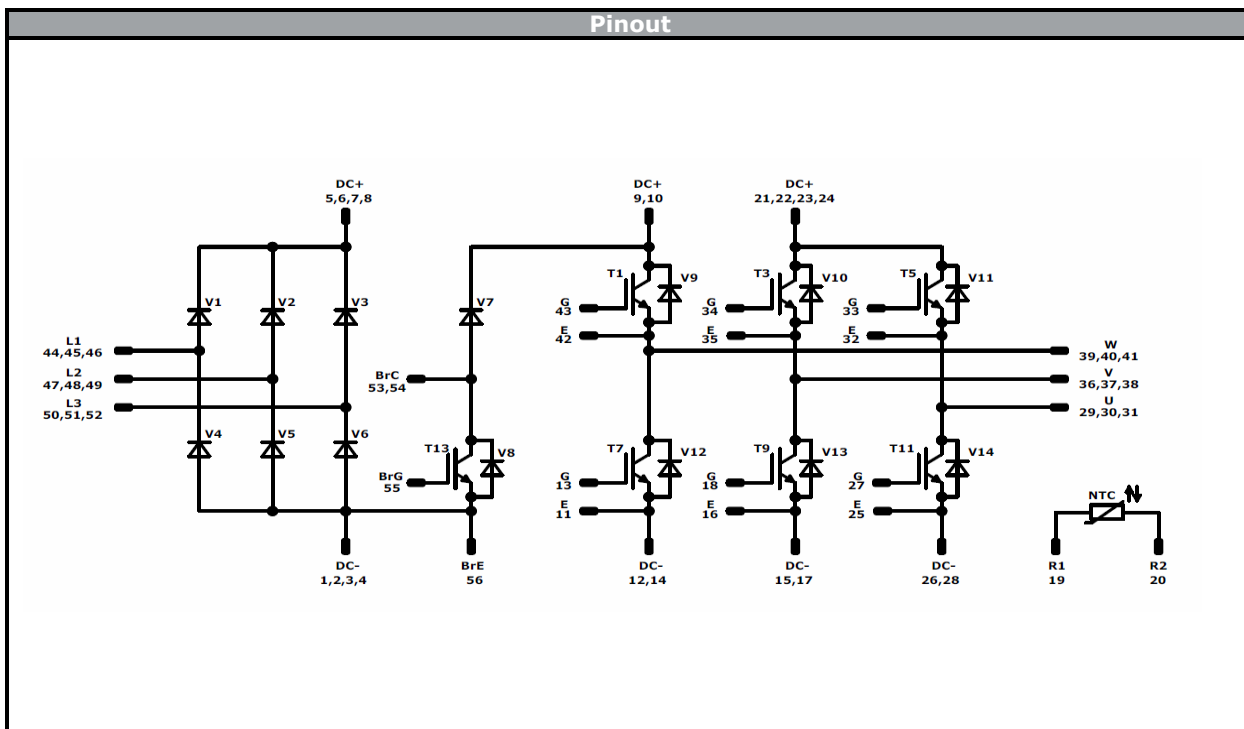 Pinout
DC+
5,6,7,8
DC+
9,10
DC+
21,22,23,24
V1
V2
V3
V7
T1
V9
T3
V10
T5
V11
G
43
G
34
G
33
E
42
E
35
E
32
L1
44,45,46
L2
47,48,49
L3
50,51,52
BrC
53,54
W
39,40,41
V
36,37,38
U
29,30,31
V4
V5
V6
T13
V8
T7
V12
T9
V13
T11
V14
BrG
55
G
13
G
18
G
27
E
11
E
16
E
25
NTC
DC-
1,2,3,4
BrE
56
DC-
12,14
DC-
15,17
DC-
26,28
R1
19
R2
20